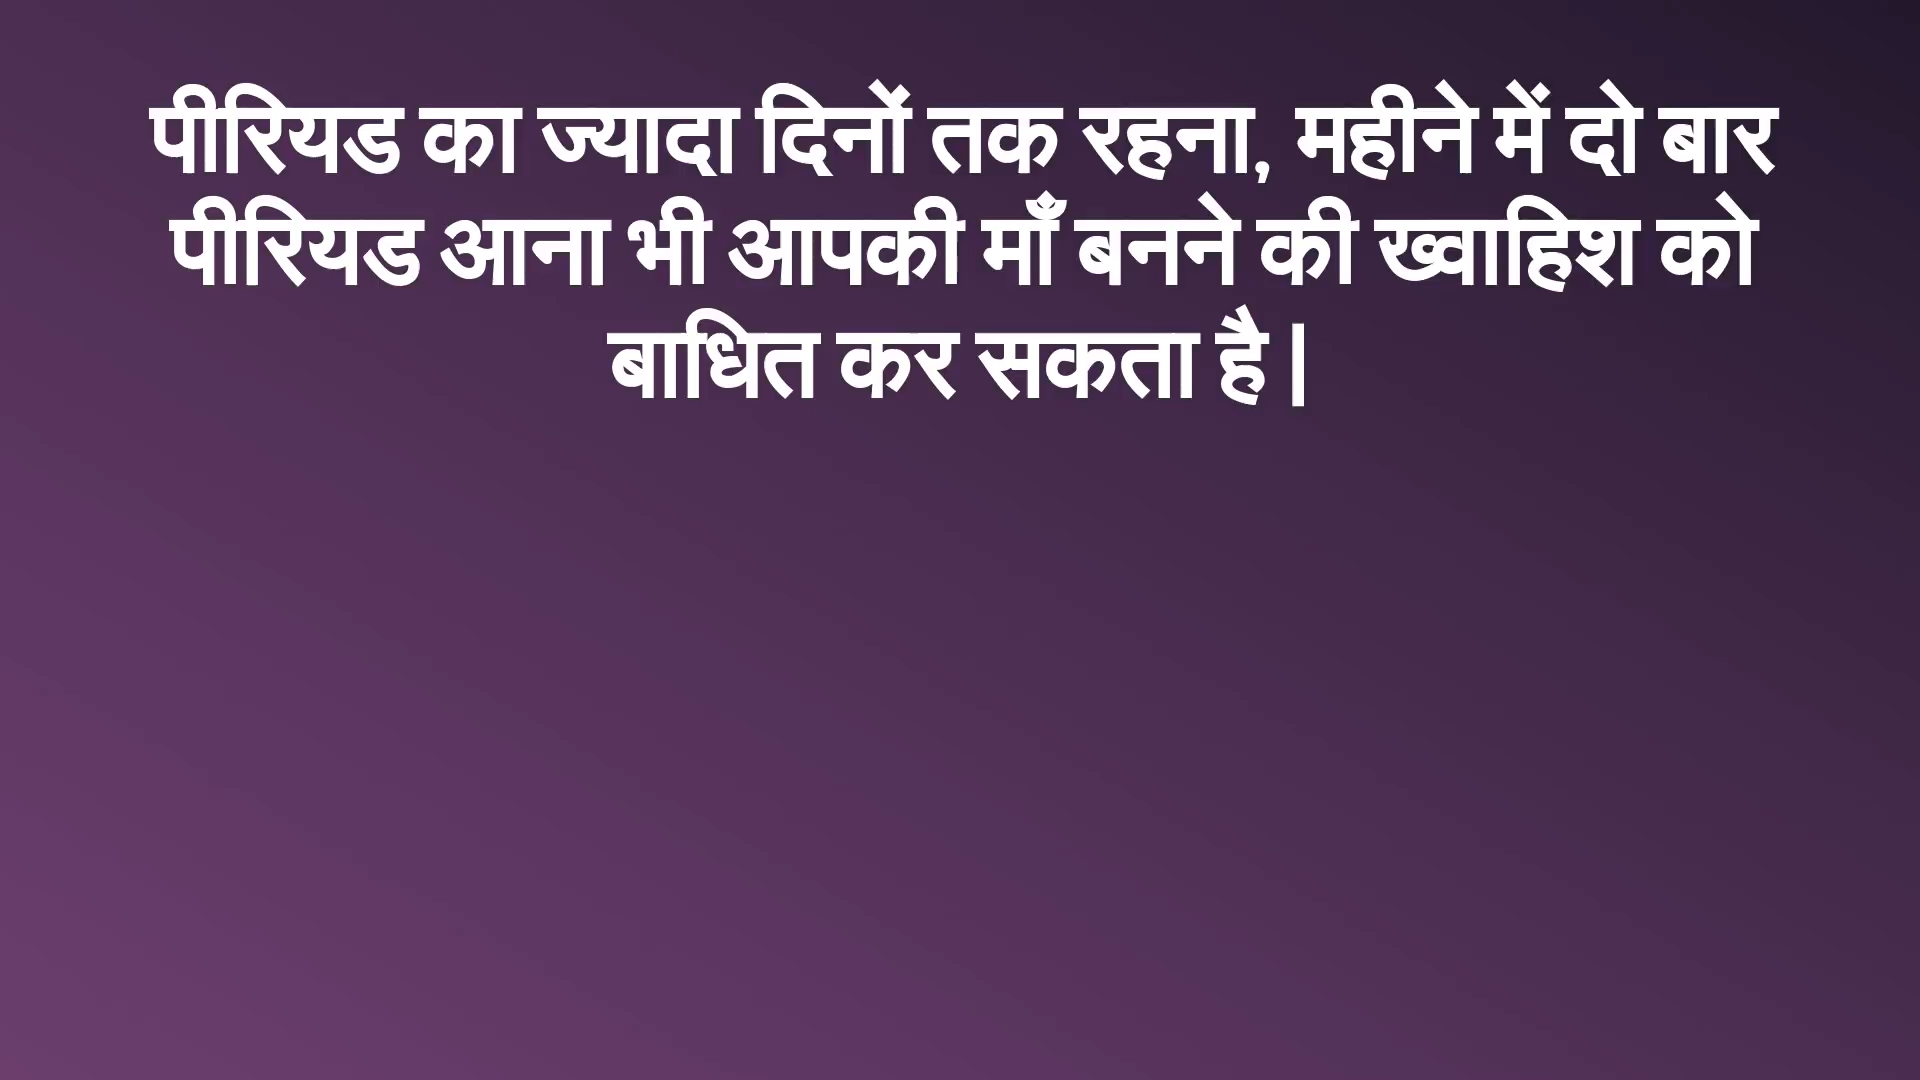 पीरियड का ज्यादा दिनों तक रहना, महीने में दो बार
पीरियड आना भी आपकी माँ बनने की ख्वाहिश को
बाधित कर सकता है |